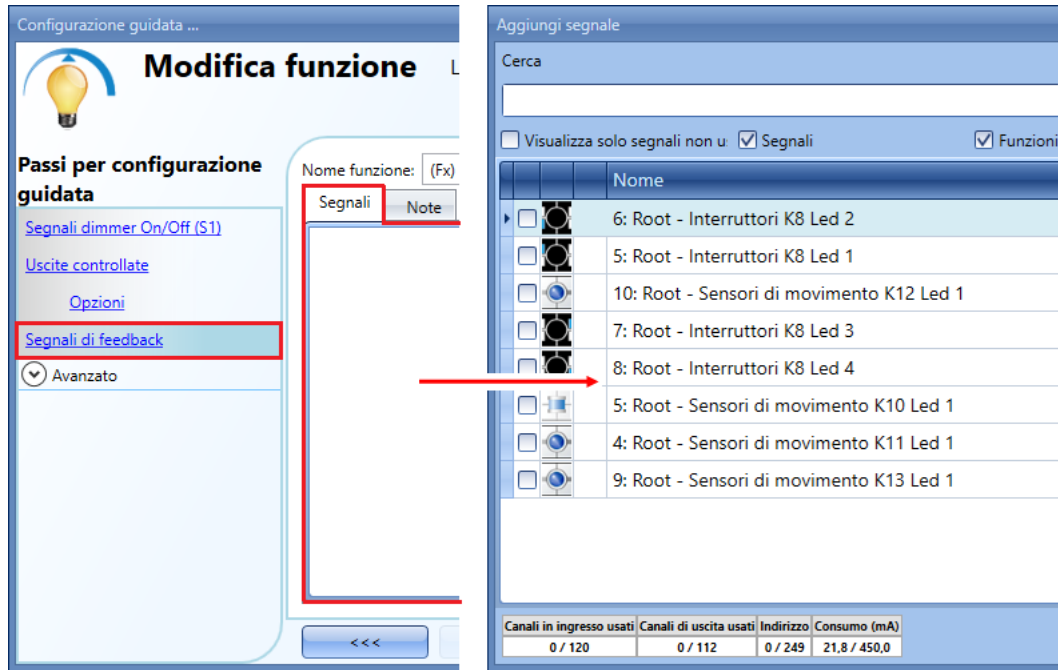 Configurazione guidata ...
Modifica funzione L
Passi per configurazione
guidata
Segnali dimmer On/Off (S1)
Uscite controllate
Opzioni
Segnali di feedback
Avanzato
Nome funzione: (Fx)
Segnali Note
<<<
Aggiungi segnale
Cerca
Visualizza solo segnali non u Segnali Funzioni
Nome
6: Root - Interruttori K8 Led 2
5: Root - Interruttori K8 Led 1
10: Root - Sensori di movimento K12 Led 1
7: Root - Interruttori K8 Led 3
8: Root - Interruttori K8 Led 4
5: Root - Sensori di movimento K10 Led 1
4: Root - Sensori di movimento K11 Led 1
9: Root - Sensori di movimento K13 Led 1
Canali in ingresso usati Canali di uscita usati Indirizzo Consumo (mA)
0 / 120 0 / 112 0 / 249 21,8 / 450,0